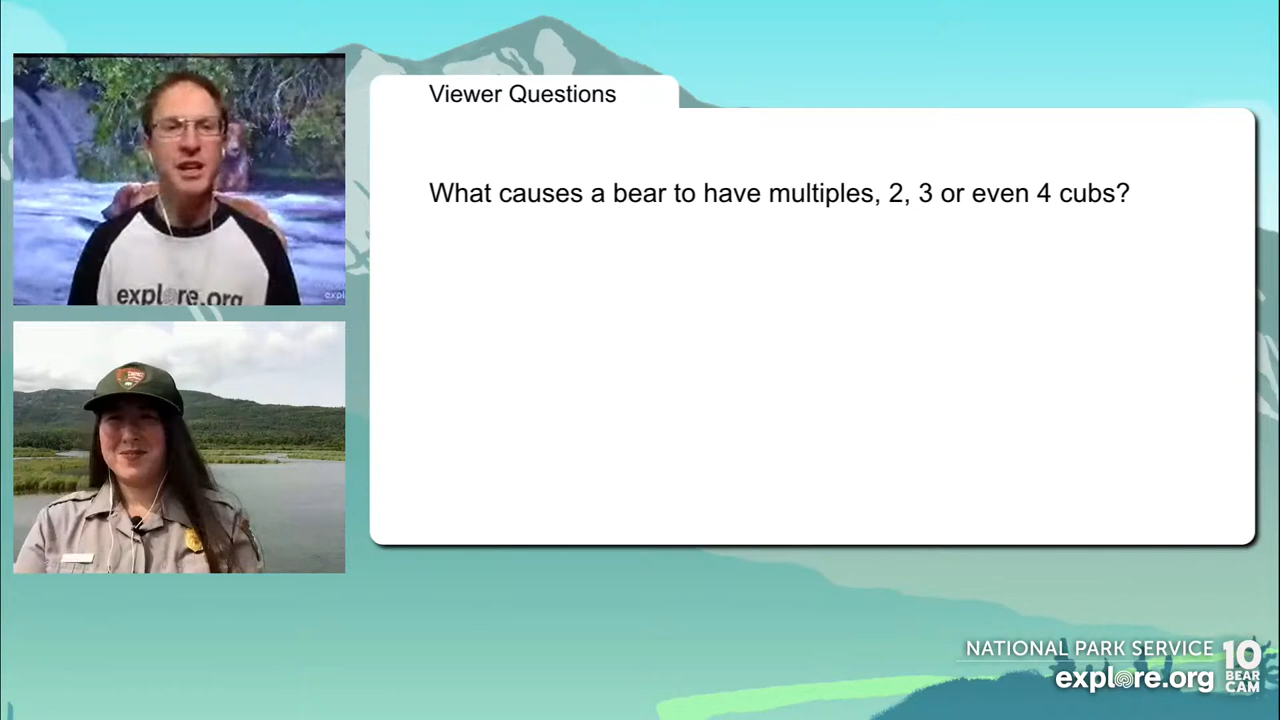 Viewer Questions
What causes a bear to have multiples, 2, 3 or even 4 cubs?
explore.org
expl
NATIONAL PARK SERVICE
explore.org
10
BEAR
CAM